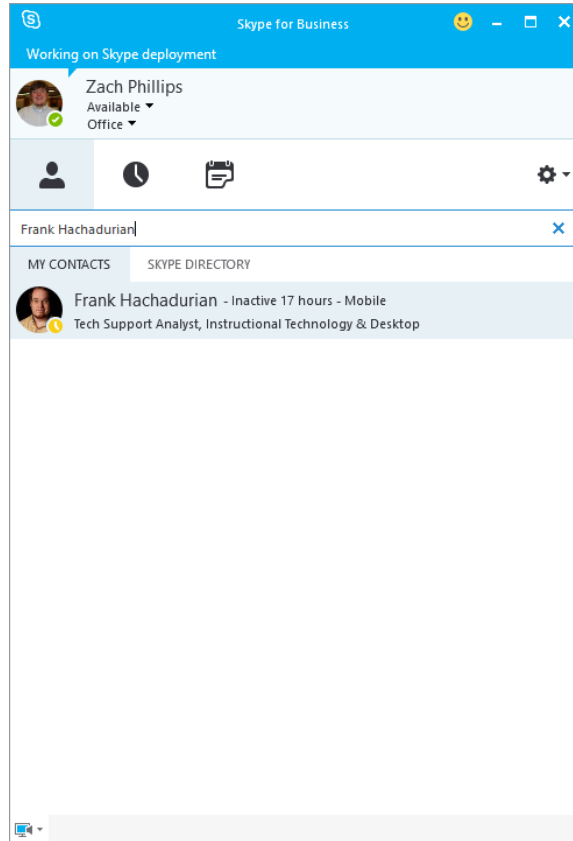 Skype for Business
Working on Skype deployment
Zach Phillips
Available
Office
Frank Hachadurian
MY CONTACTS SKYPE DIRECTORY
Frank Hachadurian - Inactive 17 hours - Mobile
Tech Support Analyst, Instructional Technology & Desktop